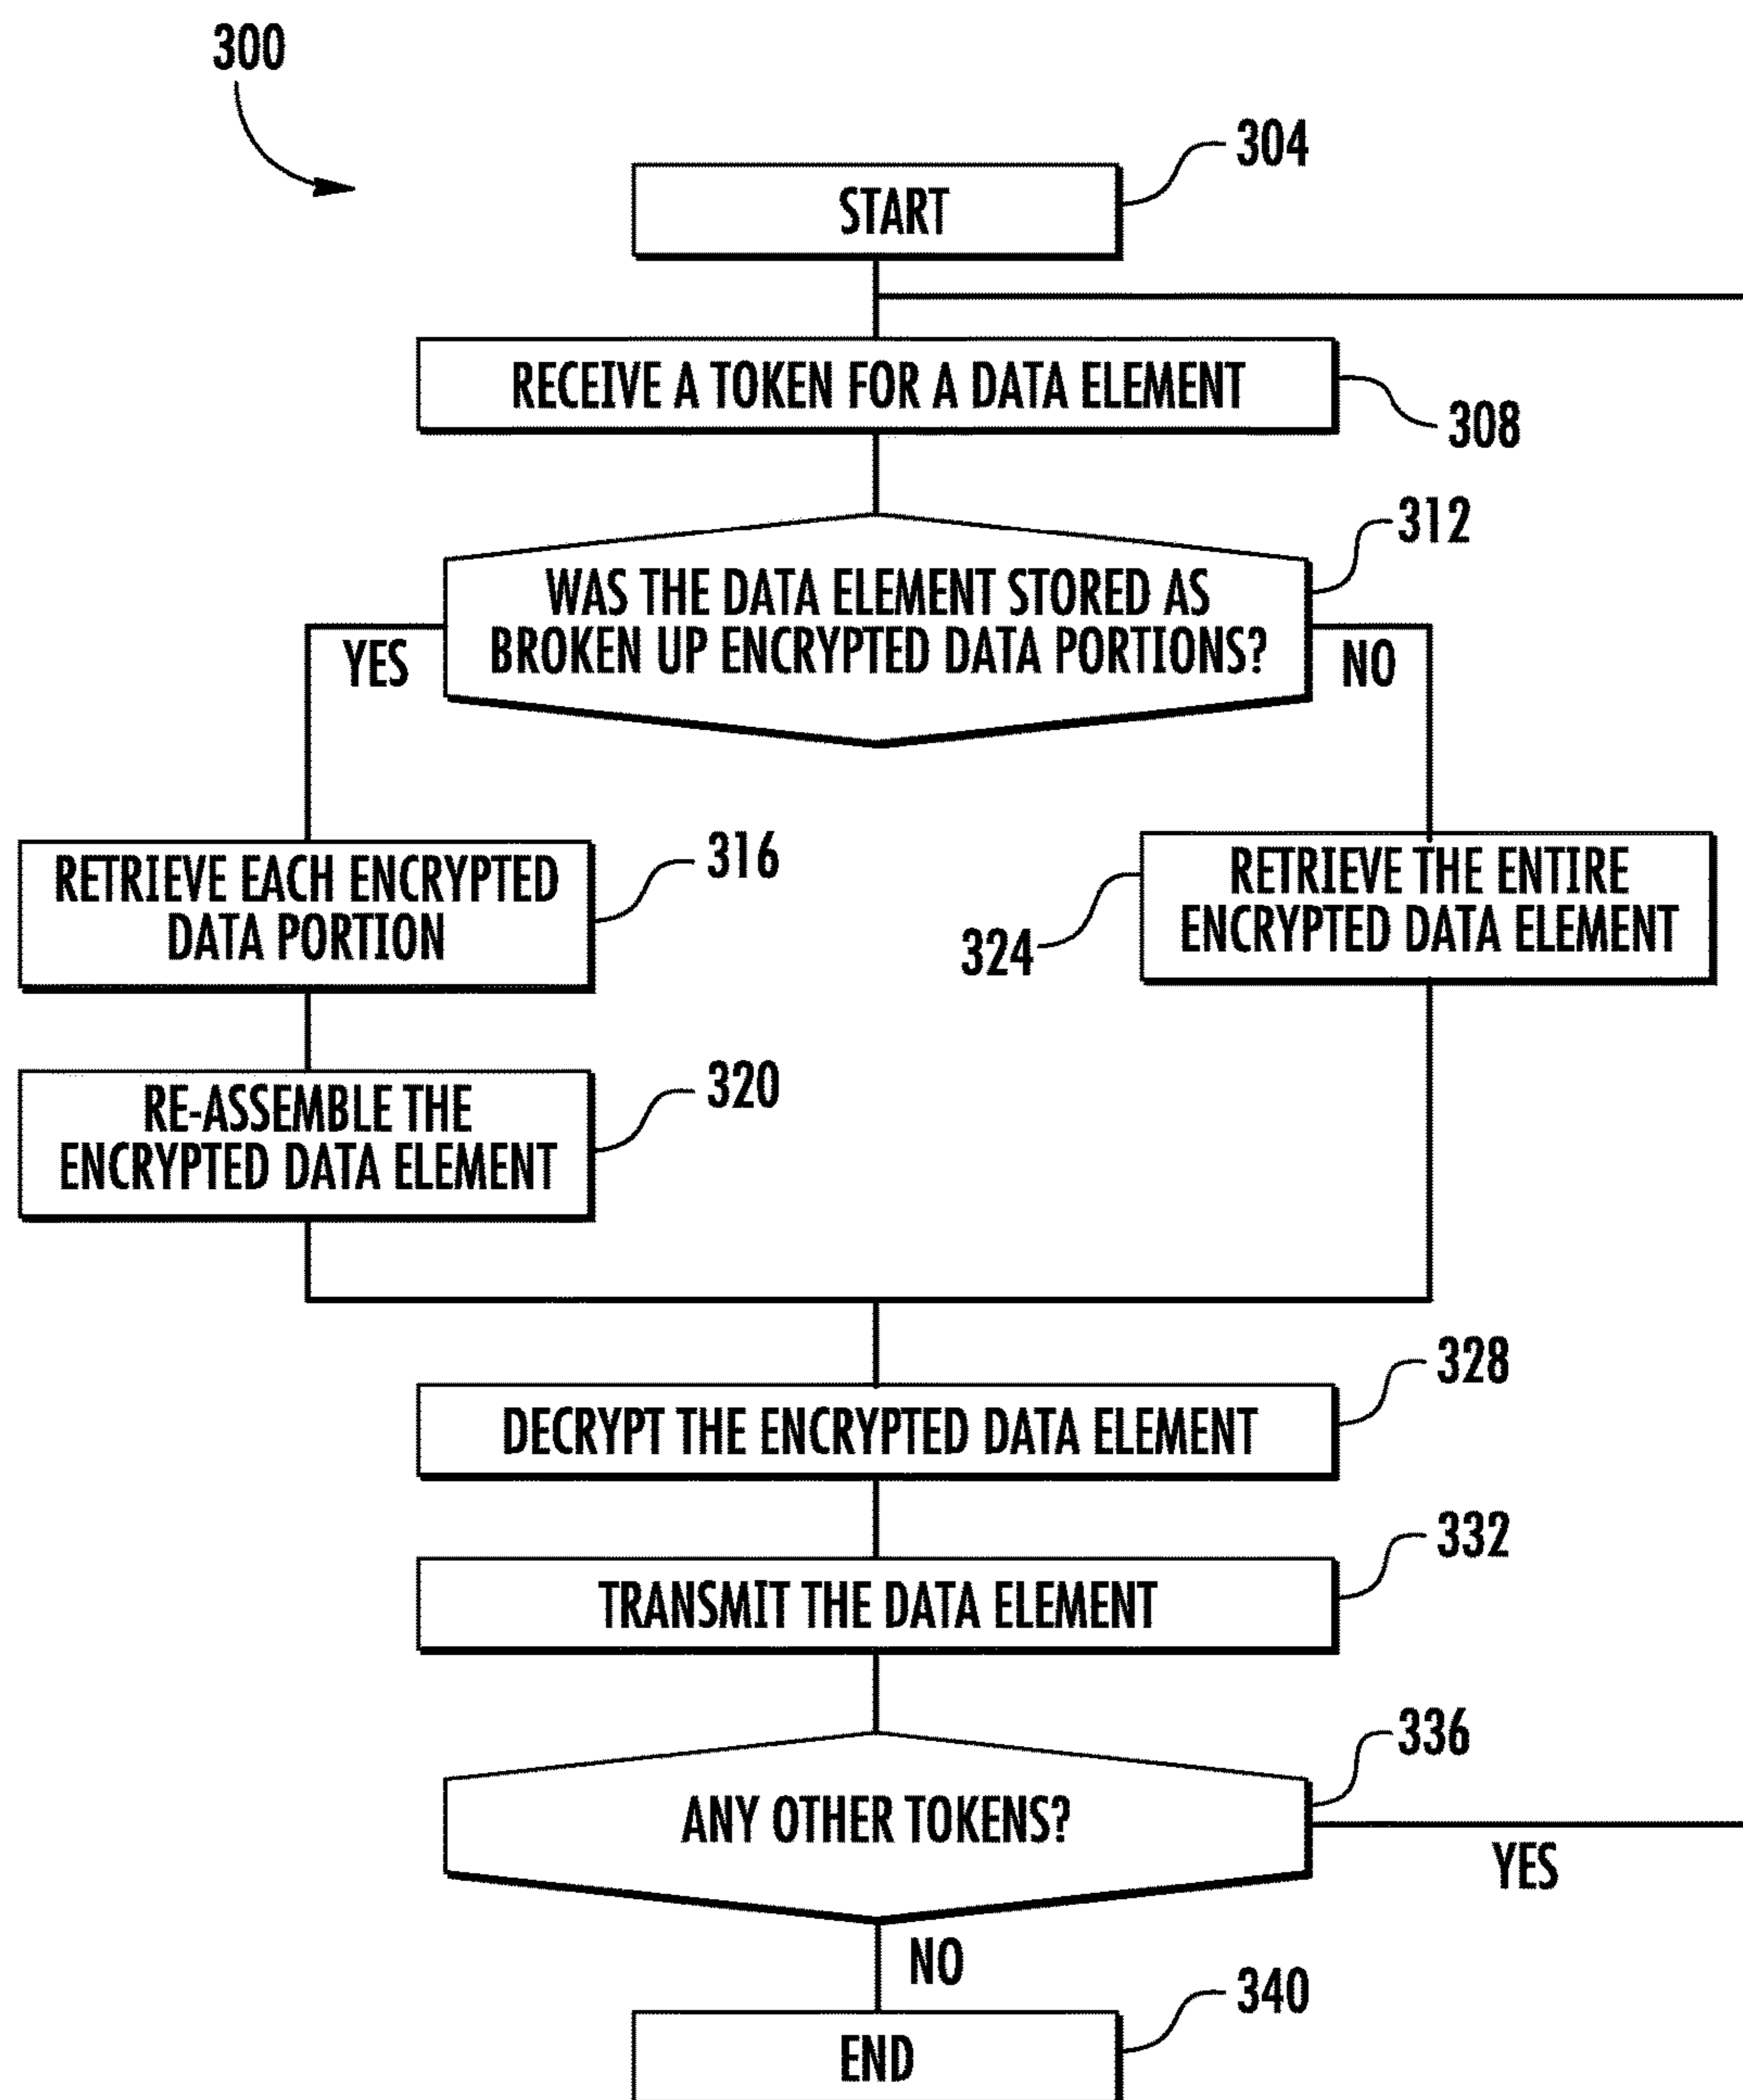 300
304
START
RECEIVE A TOKEN FOR A DATA ELEMENT
308
312
WAS THE DATA ELEMENT STORED AS
BROKEN UP ENCRYPTED DATA PORTIONS?
YES
NO
RETRIEVE EACH ENCRYPTED
DATA PORTION
316
RETRIEVE THE ENTIRE
ENCRYPTED DATA ELEMENT
324
RE-ASSEMBLE THE
ENCRYPTED DATA ELEMENT
320
328
DECRYPT THE ENCRYPTED DATA ELEMENT
332
TRANSMIT THE DATA ELEMENT
336
ANY OTHER TOKENS?
YES
NO
340
END